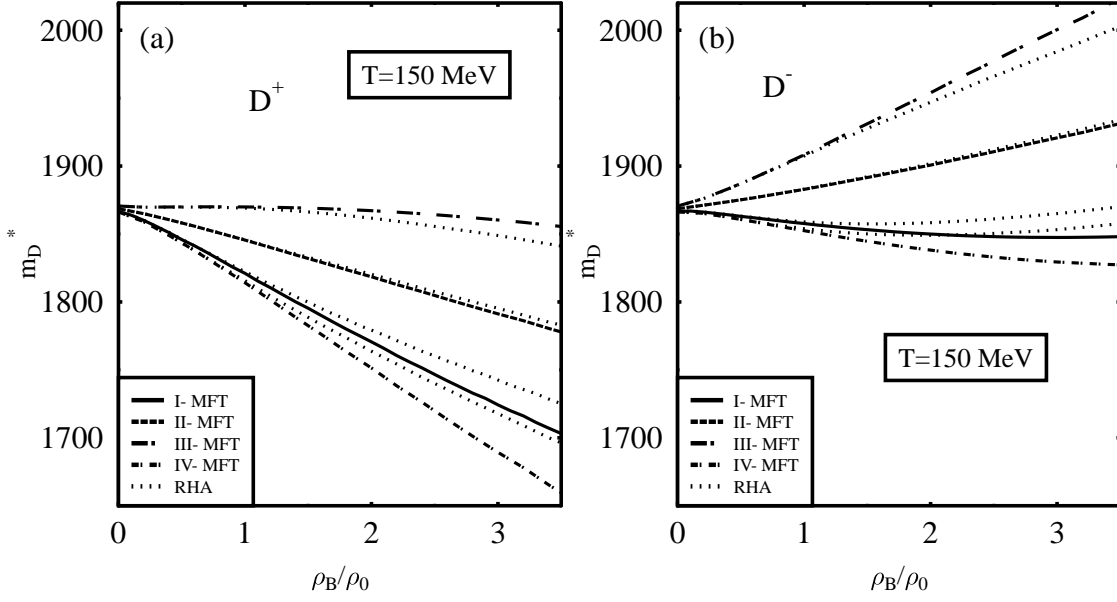 (a)
T=150 MeV
D+
2000
1900
1800
1700
mD*
I- MFT
II- MFT
III- MFT
IV- MFT
RHA
0 1 2 3
ρB/ρ0
(b)
D-
T=150 MeV
2000
1900
1800
1700
mD*
I- MFT
II- MFT
III- MFT
IV- MFT
RHA
0 1 2 3
ρB/ρ0